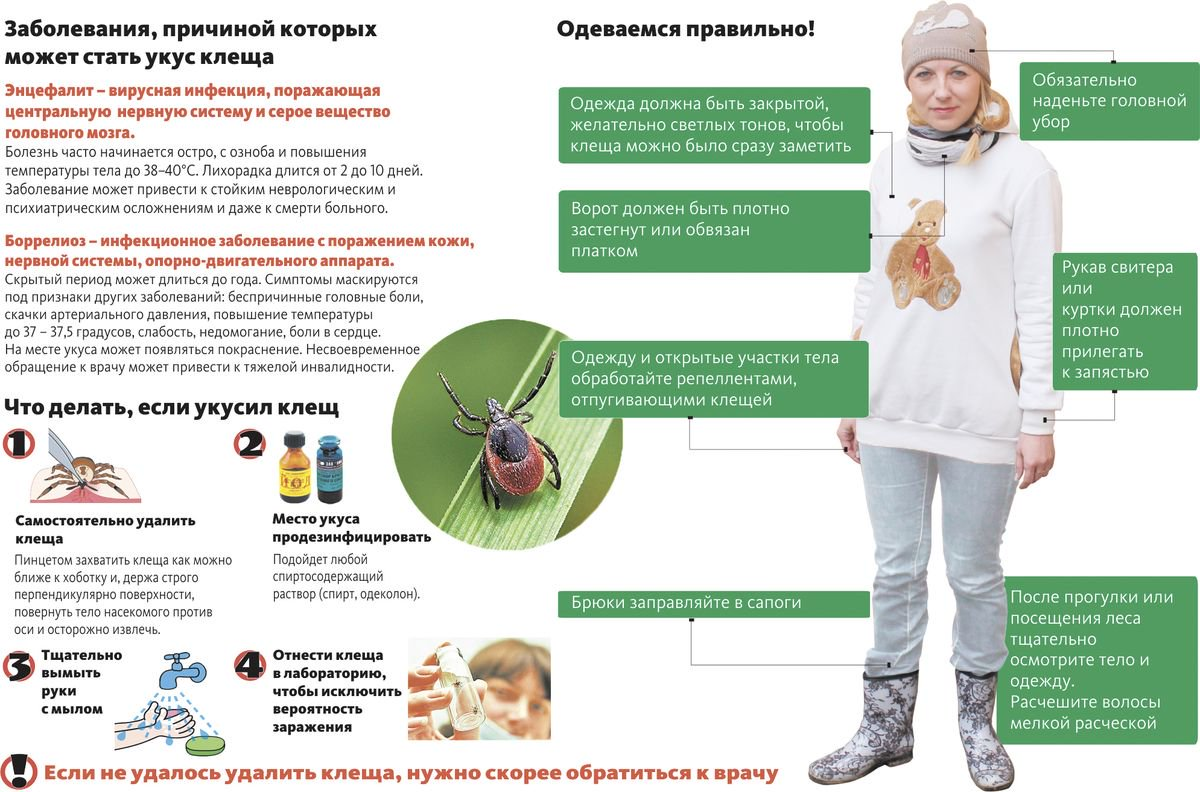 Заболевания, причиной которых
может стать укус клеща
Энцефалит – вирусная инфекция, поражающая
центральную нервную систему и серое вещество
головного мозга.
Болезнь часто начинается остро, с озноба и повышения
температуры тела до 38–40°С. Лихорадка длится от 2 до 10 дней.
Заболевание может привести к стойким неврологическим и
психиатрическим осложнениям и даже к смерти больного.
Боррелиоз – инфекционное заболевание с поражением кожи,
нервной системы, опорно-двигательного аппарата.
Скрытый период может длиться до года. Симптомы маскируются
под признаки других заболеваний: беспричинные головные боли,
скачки артериального давления, повышение температуры
до 37 – 37,5 градусов, слабость, недомогание, боли в сердце.
На месте укуса может появляться покраснение. Несвоевременное
обращение к врачу может привести к тяжелой инвалидности.
Что делать, если укусил клещ
1
Самостоятельно удалить
клеща
Пинцетом захватить клеща как можно
ближе к хоботку и, держа строго
перпендикулярно поверхности,
повернуть тело насекомого против
оси и осторожно извлечь.
2
Место укуса
продезинфицировать
Подойдет любой
спиртосодержащий
раствор (спирт, одеколон).
3
Тщательно
вымыть
руки
с мылом
4
Отнести клеща
в лабораторию,
чтобы исключить
вероятность
заражения
! Если не удалось удалить клеща, нужно скорее обратиться к врачу
Одеваемся правильно!
Одежда должна быть закрытой,
желательно светлых тонов, чтобы
клеща можно было сразу заметить
Ворот должен быть плотно
застегнут или обвязан
платком
Одежду и открытые участки тела
обработайте репеллентами,
отпугивающими клещей
Брюки заправляйте в сапоги
Обязательно
наденьте головной
убор
Рукав свитера
или
куртки должен
плотно
прилегать
к запястью
После прогулки или
посещения леса
тщательно
осмотрите тело и
одежду.
Расчешите волосы
мелкой расческой